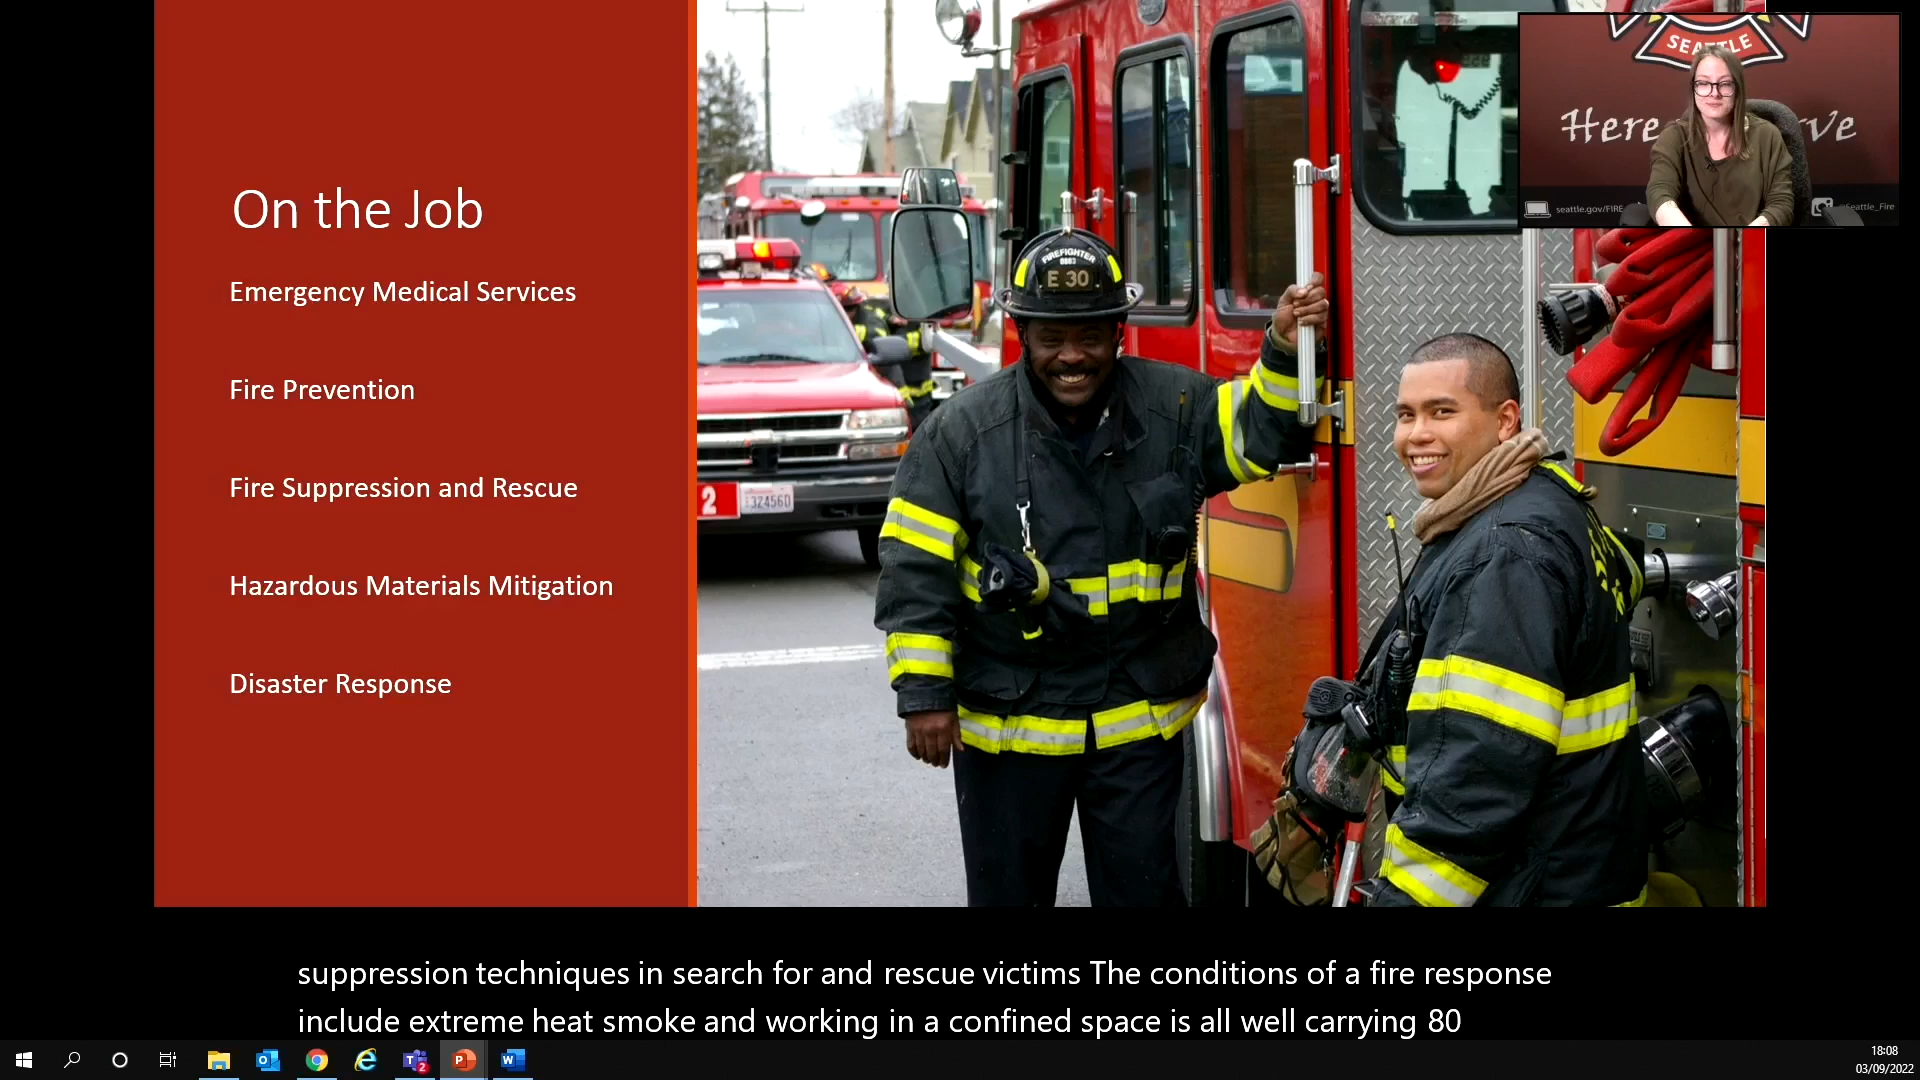 On the Job
Emergency Medical Services
Fire Prevention
Fire Suppression and Rescue
Hazardous Materials Mitigation
Disaster Response
FIREFIGHTER
E 30
2
SEATTLE
Here
ve
seattle.gov/FIRE
@Seattle_Fire
suppression techniques in search for and rescue victims The conditions of a fire response
include extreme heat smoke and working in a confined space is all well carrying 80
18:08
03/09/2022